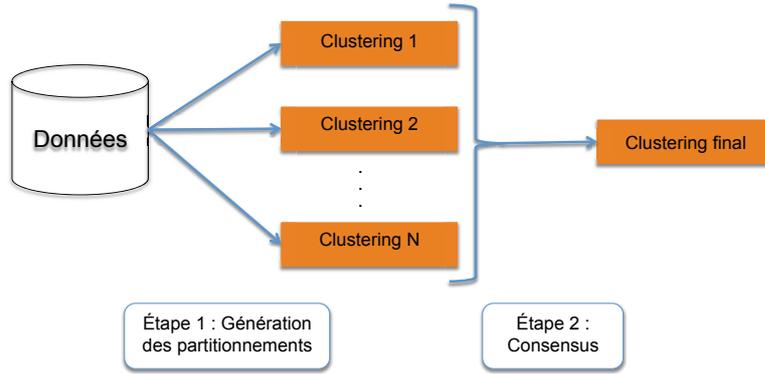 Clustering 1
Données
Clustering 2
Clustering final
.
.
.
Clustering N
Étape 1 : Génération
des partitionnements
Étape 2 :
Consensus